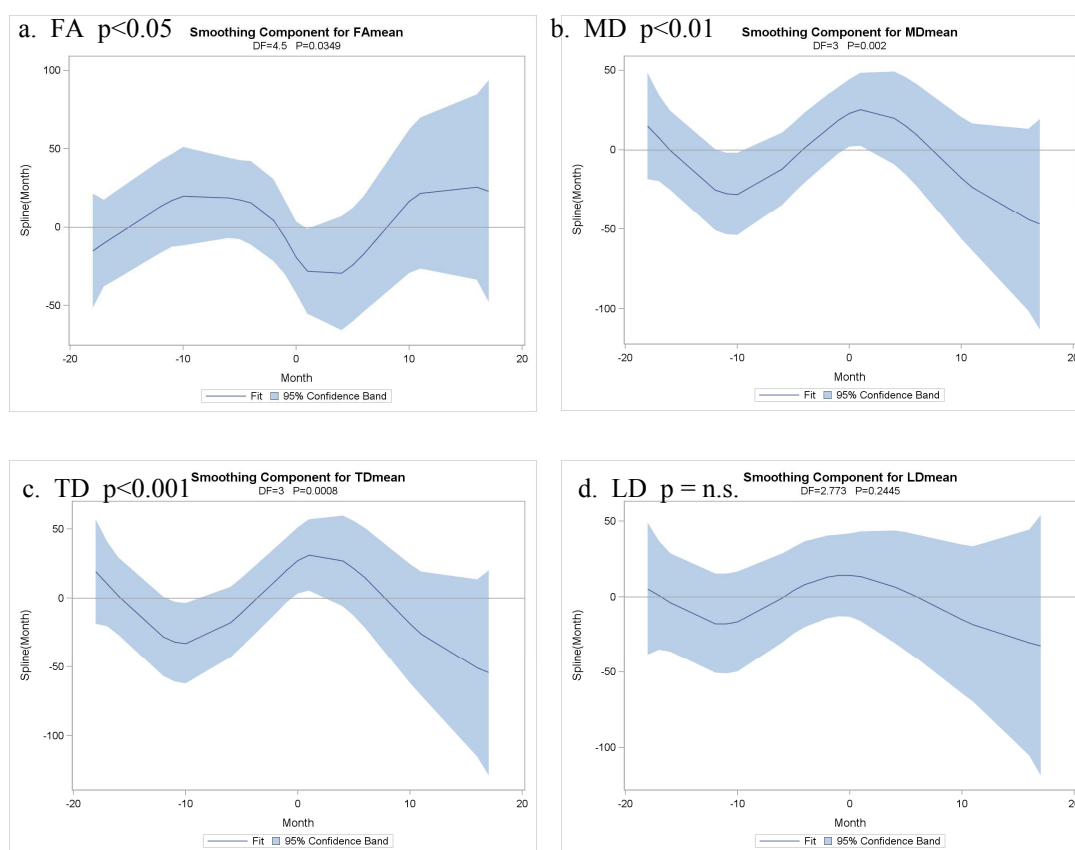 a. FA p<0.05
Smoothing Component for FAmean
DF=4.5 P=0.0349
100
50
0
-50
Spline(Month)
-20
-10
0
10
20
Month
Fit 95% Confidence Band
b. MD p<0.01
Smoothing Component for MDmean
DF=3 P=0.002
50
0
-50
-100
Spline(Month)
-20
-10
0
10
20
Month
Fit 95% Confidence Band
c. TD p<0.001
Smoothing Component for TDmean
DF=3 P=0.0008
50
0
-50
-100
Spline(Month)
-20
-10
0
10
20
Month
Fit 95% Confidence Band
d. LD p = n.s.
Smoothing Component for LDmean
DF=2.773 P=0.2445
50
0
-50
-100
Spline(Month)
-20
-10
0
10
20
Month
Fit 95% Confidence Band